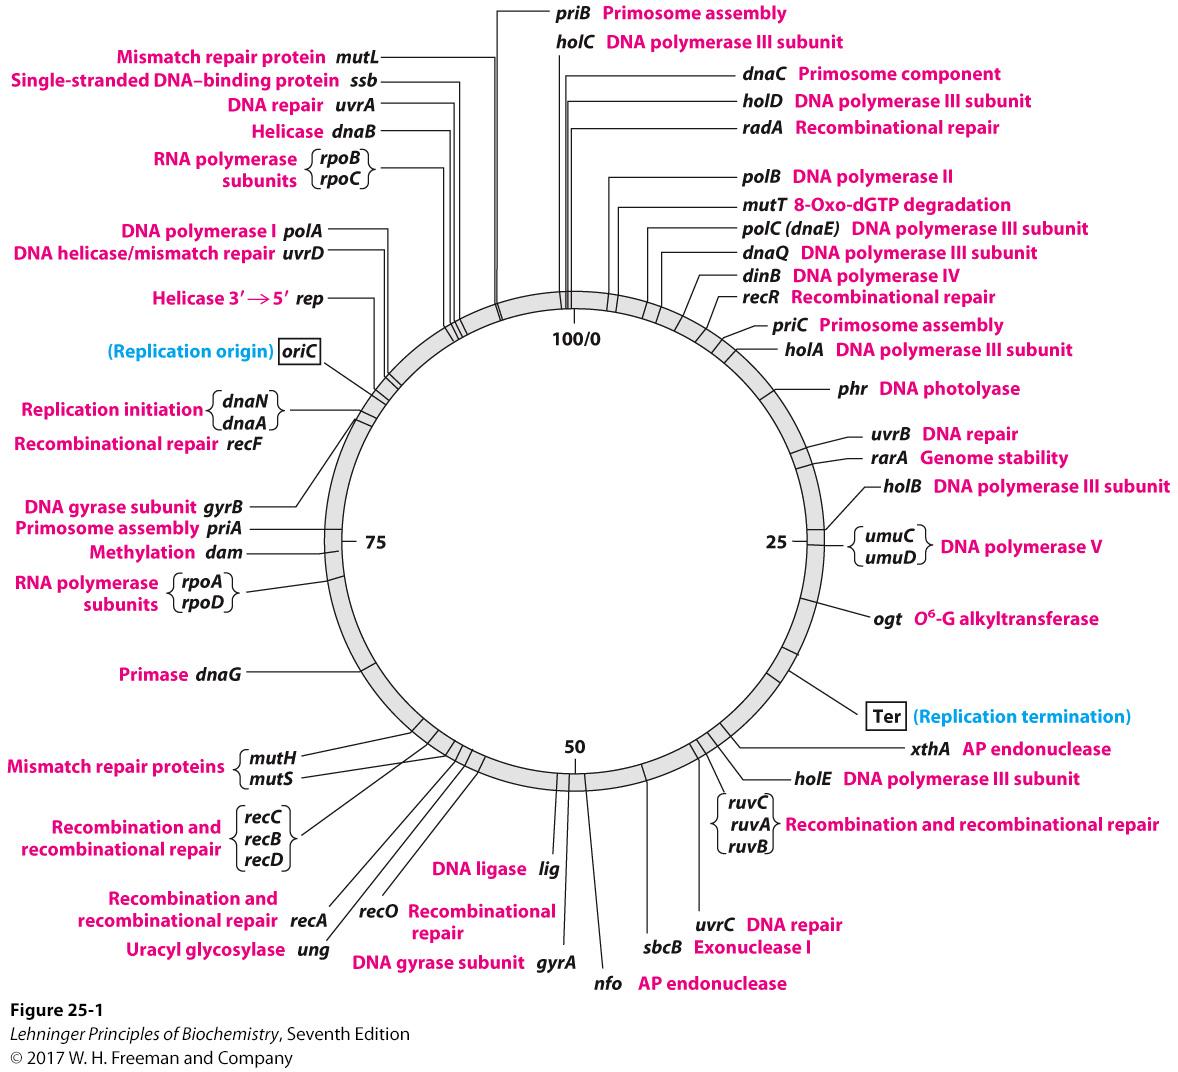 priB Primosome assembly
holC DNA polymerase III subunit
Mismatch repair protein mutL
Single-stranded DNA–binding protein ssb
DNA repair uvrA
Helicase dnaB
RNA polymerase
subunits
rpoB
rpoC
DNA polymerase I polA
DNA helicase/mismatch repair uvrD
Helicase 3′→5′ rep
(Replication origin) oriC
Replication initiation
dnaN
dnaA
Recombinational repair recF
DNA gyrase subunit gyrB
Primosome assembly priA
Methylation dam
RNA polymerase
subunits
rpoA
rpoD
Primase dnaG
Mismatch repair proteins
mutH
mutS
Recombination and
recombinational repair
recC
recB
recD
Recombination and
recombinational repair recA
Uracyl glycosylase ung
recO Recombinational
repair
DNA ligase lig
DNA gyrase subunit gyrA
nfo AP endonuclease
sbcB Exonuclease I
uvrC DNA repair
ruvC
ruvA
ruvB
Recombination and recombinational repair
holE DNA polymerase III subunit
xthA AP endonuclease
Ter (Replication termination)
ogt O⁶-G alkyltransferase
umuC
umuD
DNA polymerase V
holB DNA polymerase III subunit
rarA Genome stability
uvrB DNA repair
phr DNA photolyase
holA DNA polymerase III subunit
priC Primosome assembly
recR Recombinational repair
dinB DNA polymerase IV
dnaQ DNA polymerase III subunit
polC (dnaE) DNA polymerase III subunit
mutT 8-Oxo-dGTP degradation
polB DNA polymerase II
radA Recombinational repair
holD DNA polymerase III subunit
dnaC Primosome component
100/0
25
50
75
Figure 25-1
Lehninger Principles of Biochemistry, Seventh Edition
© 2017 W. H. Freeman and Company